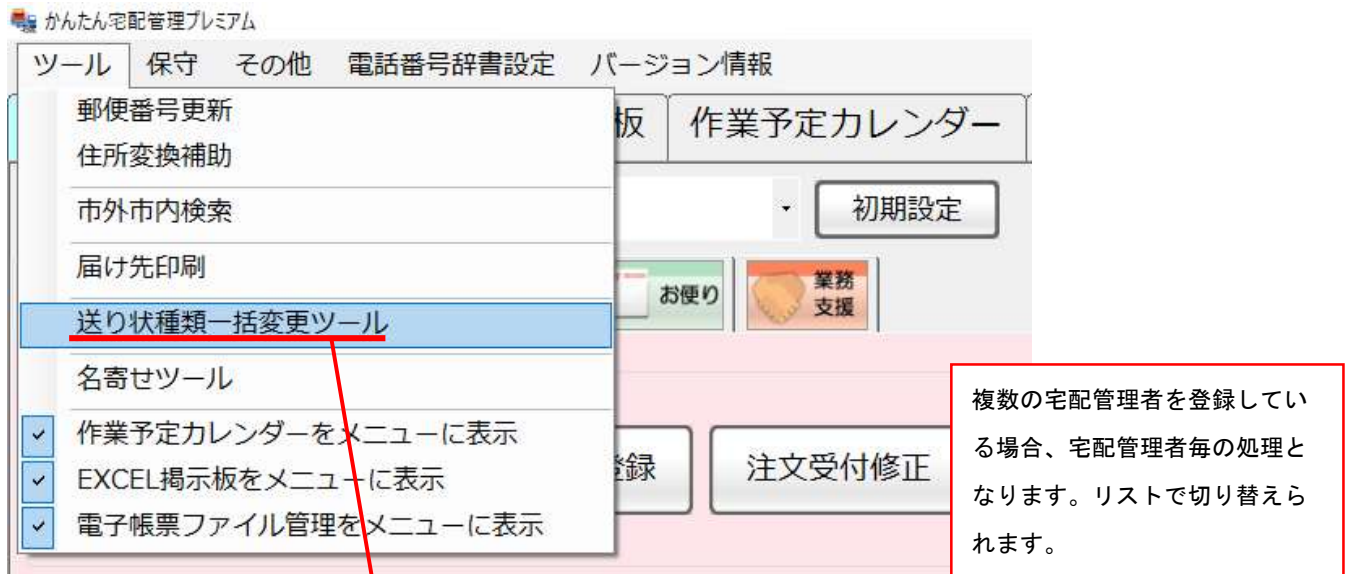 かんたん宅配管理プレミアム
ツール 保守 その他 電話番号辞書設定 バージョン情報
郵便番号更新
板 作業予定カレンダー
住所変換補助
市外市内検索
初期設定
届け先印刷
お便り
業務
支援
送り状種類一括変更ツール
名寄せツール
作業予定カレンダーをメニューに表示
EXCEL掲示板をメニューに表示
電子帳票ファイル管理をメニューに表示
録 注文受付修正
複数の宅配管理者を登録してい
る場合、宅配管理者毎の処理と
なります。リストで切り替えら
れます。